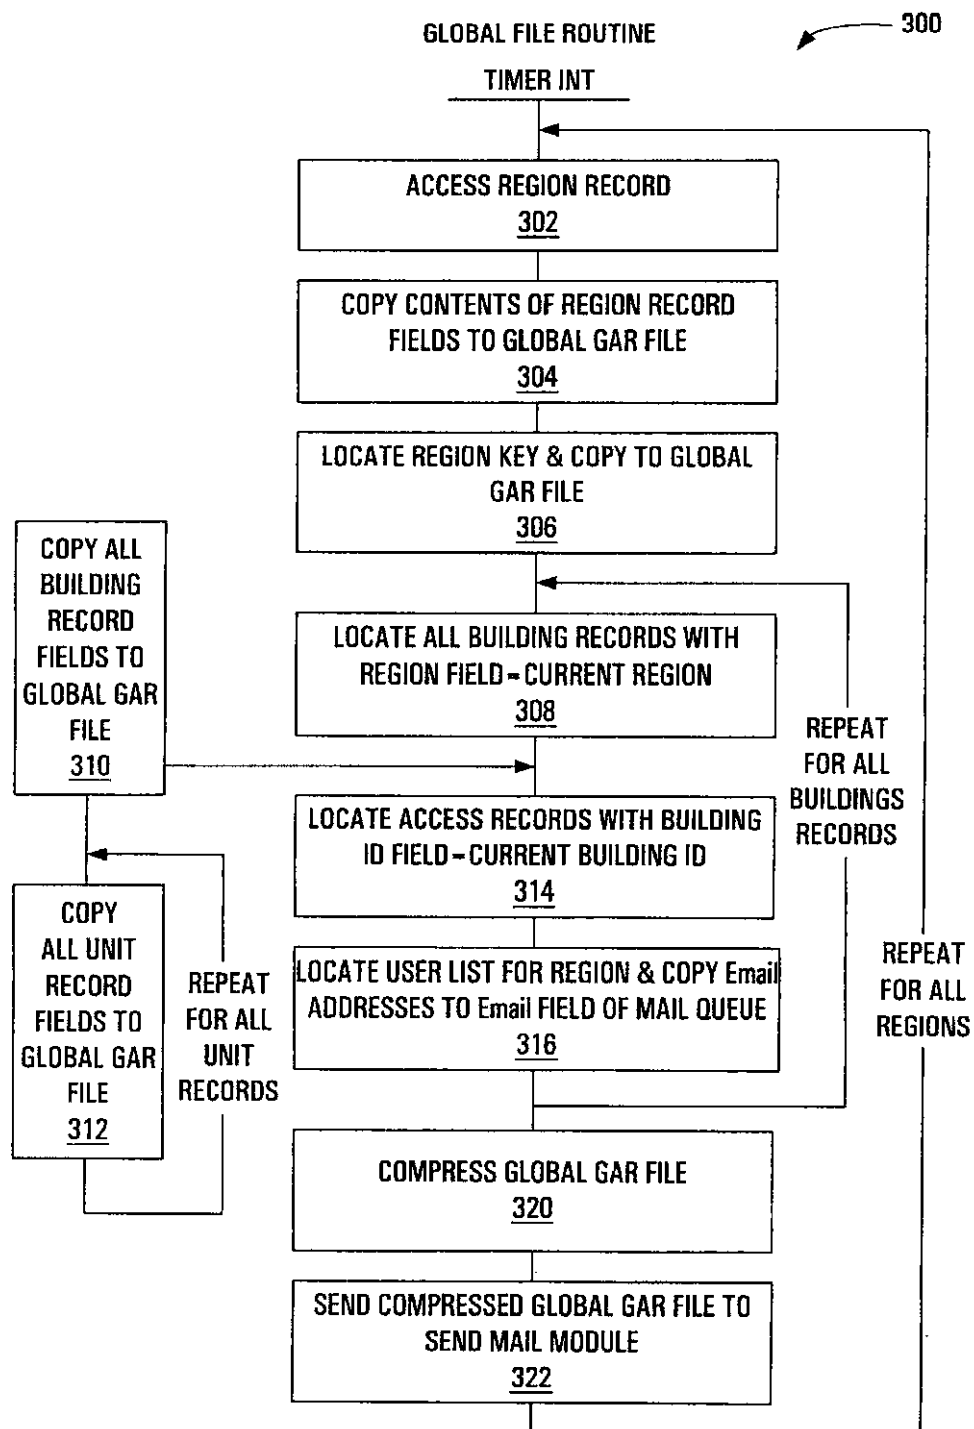 GLOBAL FILE ROUTINE
300
TIMER INT
ACCESS REGION RECORD
302
COPY CONTENTS OF REGION RECORD
FIELDS TO GLOBAL GAR FILE
304
LOCATE REGION KEY & COPY TO GLOBAL
GAR FILE
306
COPY ALL
BUILDING
RECORD
FIELDS TO
GLOBAL GAR
FILE
310
LOCATE ALL BUILDING RECORDS WITH
REGION FIELD = CURRENT REGION
308
REPEAT
FOR ALL
BUILDINGS
RECORDS
LOCATE ACCESS RECORDS WITH BUILDING
ID FIELD = CURRENT BUILDING ID
314
COPY
ALL UNIT
RECORD
FIELDS TO
GLOBAL GAR
FILE
312
REPEAT
FOR ALL
UNIT
RECORDS
LOCATE USER LIST FOR REGION & COPY Email
ADDRESSES TO Email FIELD OF MAIL QUEUE
316
REPEAT
FOR ALL
REGIONS
COMPRESS GLOBAL GAR FILE
320
SEND COMPRESSED GLOBAL GAR FILE TO
SEND MAIL MODULE
322